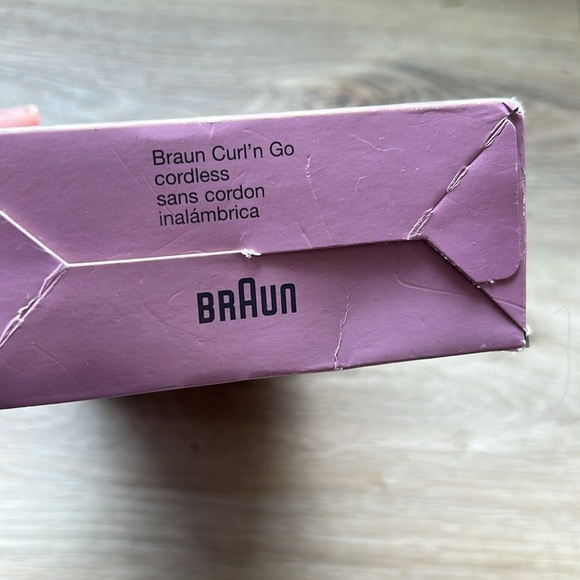 Braun Curl'n Go
cordless
sans cordon
inalámbrica
BRAUN